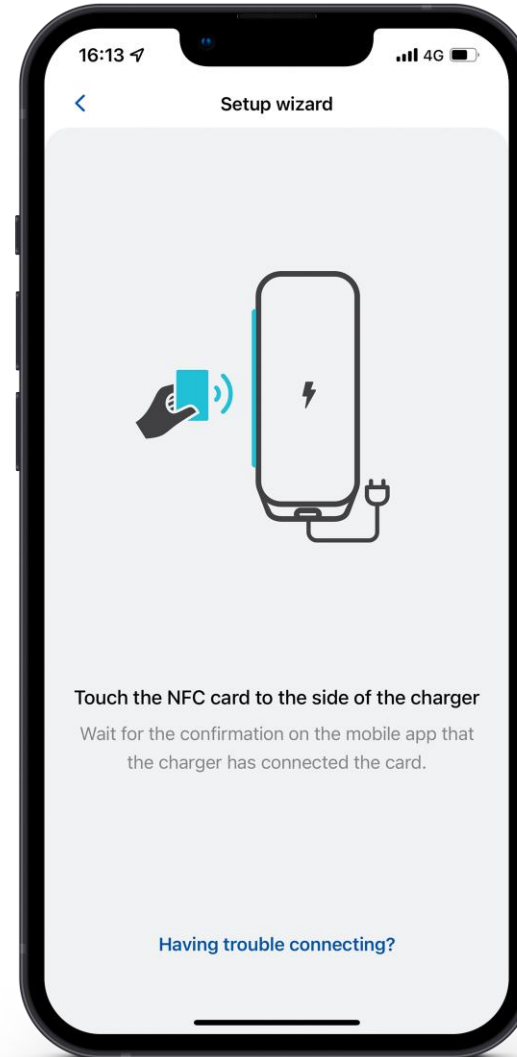 16:13
4G
Setup wizard
Touch the NFC card to the side of the charger
Wait for the confirmation on the mobile app that
the charger has connected the card.
Having trouble connecting?